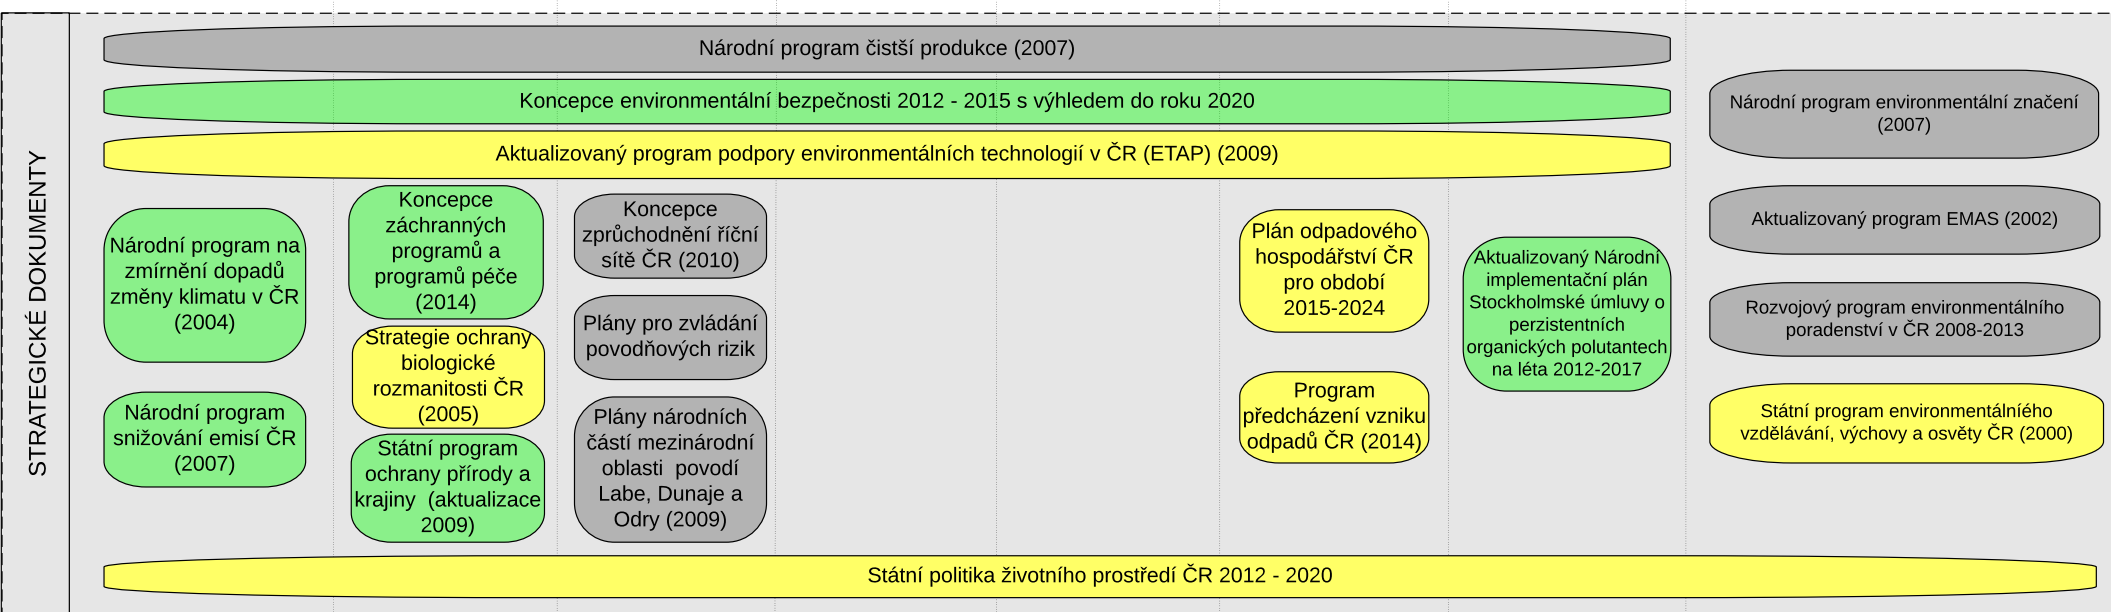 STRATEGICKÉ DOKUMENTY
Národní program čistší produkce (2007)
Koncepce environmentální bezpečnosti 2012 - 2015 s výhledem do roku 2020
Aktualizovaný program podpory environmentálních technologií v ČR (ETAP) (2009)
Národní program na
zmírnění dopadů
změny klimatu v ČR
(2004)
Národní program
snižování emisí ČR
(2007)
Koncepce
záchranných
programů a
programů péče
(2014)
Strategie ochrany
biologické
rozmanitosti ČR
(2005)
Státní program
ochrany přírody a
krajiny  (aktualizace
2009)
Koncepce
zprůchodnění říční
sítě ČR (2010)
Plány pro zvládání
povodňových rizik
Plány národních
částí mezinárodní
oblasti  povodí
Labe, Dunaje a
Odry (2009)
Plán odpadového
hospodářství ČR
pro období
2015-2024
Program
předcházení vzniku
odpadů ČR (2014)
Aktualizovaný Národní
implementační plán
Stockholmské úmluvy o
perzistentních
organických polutantech
na léta 2012-2017
Národní program environmentální značení
(2007)
Aktualizovaný program EMAS (2002)
Rozvojový program environmentálního
poradenství v ČR 2008-2013
Státní program environmentálniého
vzdělávání, výchovy a osvěty ČR (2000)
Státní politika životního prostředí ČR 2012 - 2020